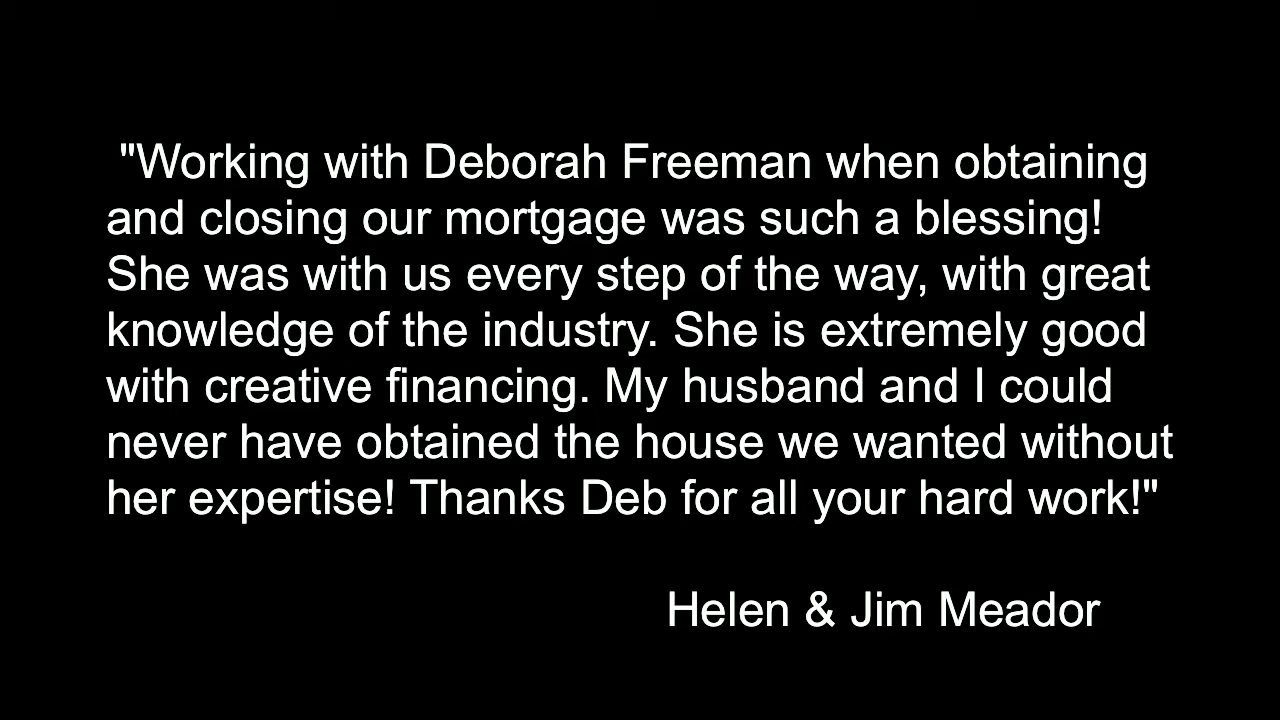 "Working with Deborah Freeman when obtaining
and closing our mortgage was such a blessing!
She was with us every step of the way, with great
knowledge of the industry. She is extremely good
with creative financing. My husband and I could
never have obtained the house we wanted without
her expertise! Thanks Deb for all your hard work!"
Helen & Jim Meador